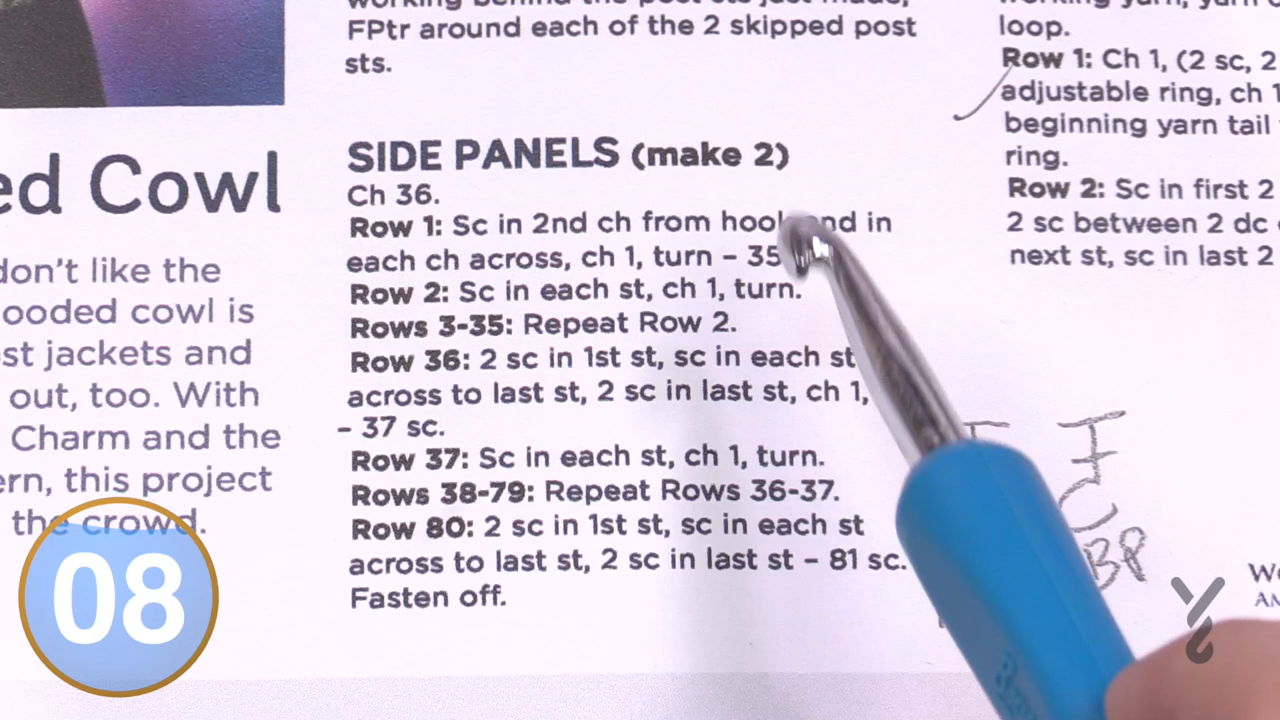 working behind the post sts just made,
FPtr around each of the 2 skipped post
sts.
SIDE PANELS (make 2)
Ch 36.
Row 1: Sc in 2nd ch from hook and in
each ch across, ch 1, turn – 35
Row 2: Sc in each st, ch 1, turn.
Rows 3-35: Repeat Row 2.
Row 36: 2 sc in 1st st, sc in each st
across to last st, 2 sc in last st, ch 1,
– 37 sc.
Row 37: Sc in each st, ch 1, turn.
Rows 38-79: Repeat Rows 36-37.
Row 80: 2 sc in 1st st, sc in each st
across to last st, 2 sc in last st – 81 sc.
Fasten off.
ed Cowl
don't like the
ooded cowl is
st jackets and
out, too. With
Charm and the
ern, this project
the crowd.
08
loop.
Row 1: Ch 1, (2 sc, 2
adjustable ring, ch 1
beginning yarn tail
ring.
Row 2: Sc in first 2
2 sc between 2 dc
next st, sc in last 2
BP